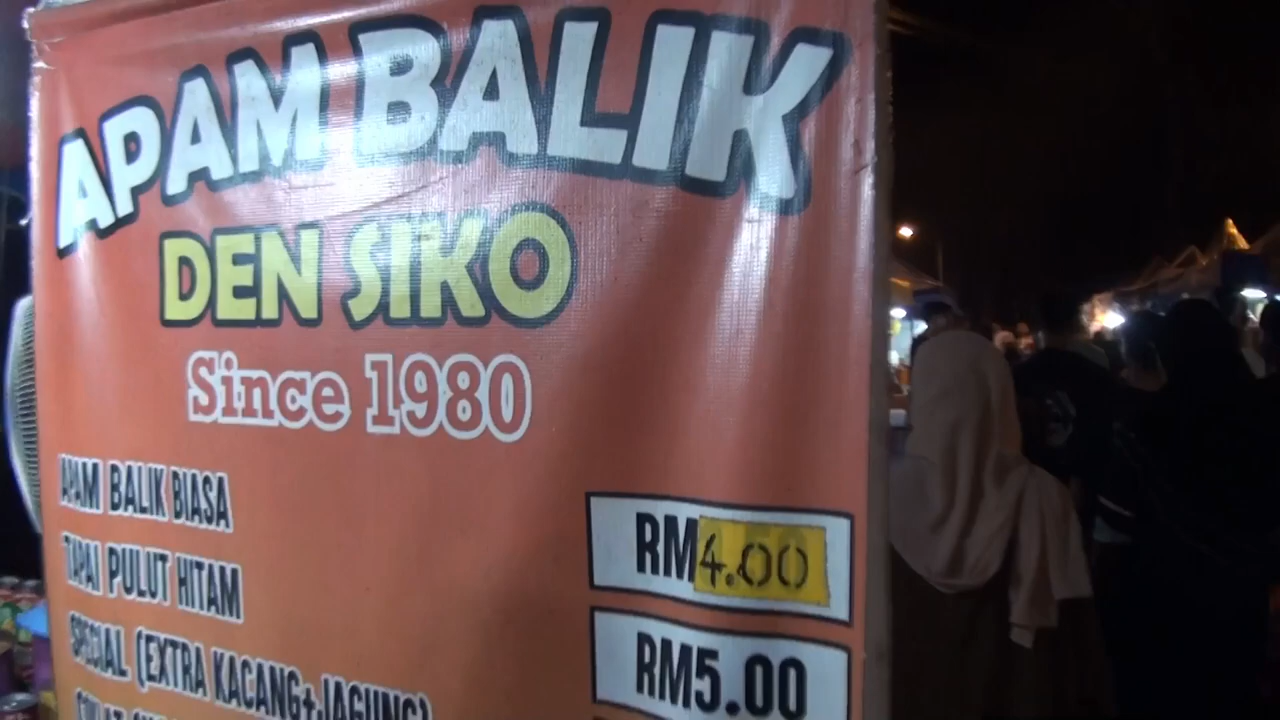 APAM BALIK
DEN SIKO
Since 1980
APAM BALIK BIASA
RM4.00
TAPAI PULUT HITAM
RM5.00
SPECIAL (EXTRA KACANG+JAGUNG)